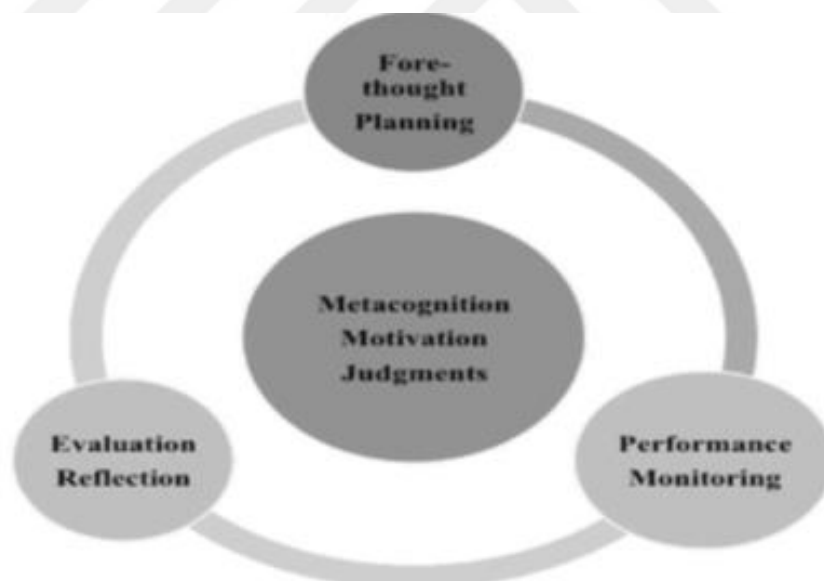 Fore-
thought
Planning
Metacognition
Motivation
Judgments
Evaluation
Reflection
Performance
Monitoring